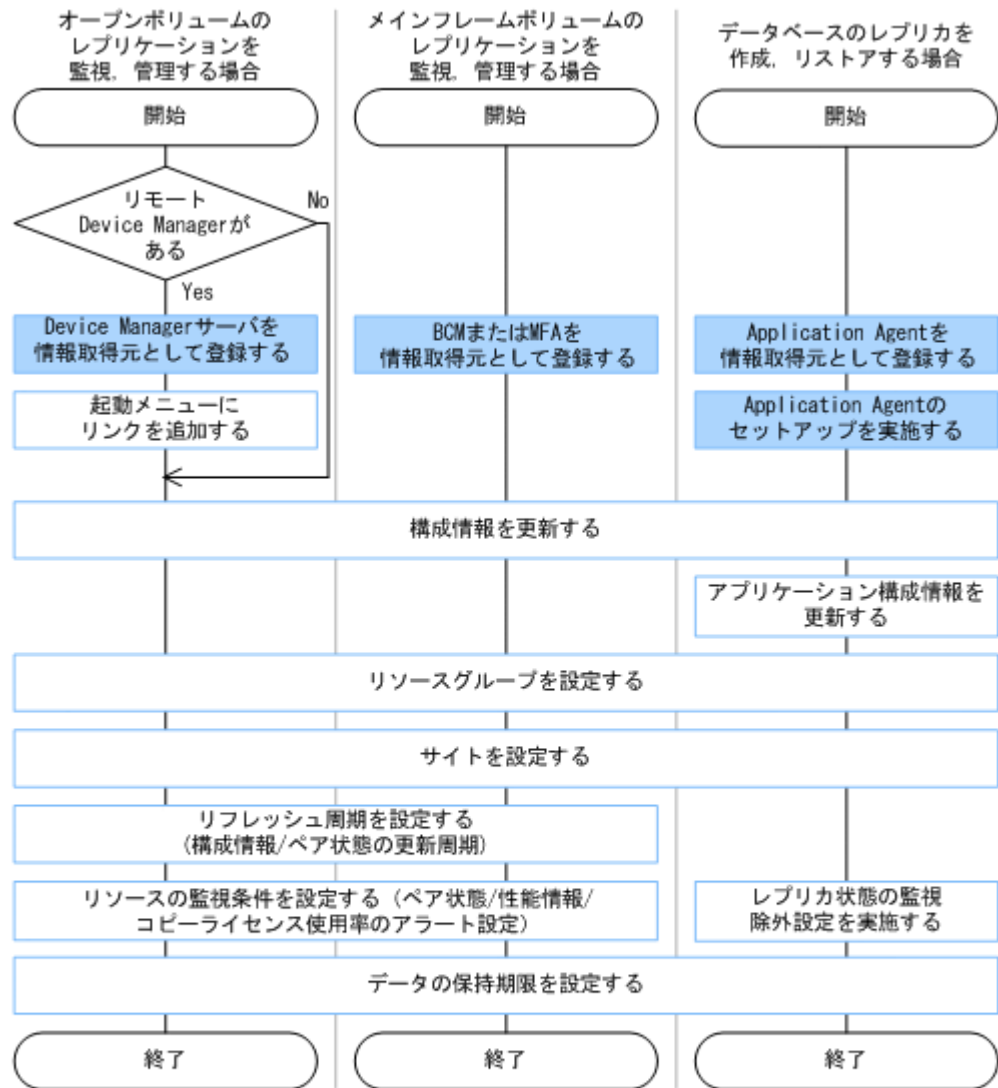 オープンボリュームの
レプリケーションを
監視，管理する場合
メインフレームボリュームの
レプリケーションを
監視，管理する場合
データベースのレプリカを
作成，リストアする場合
開始
開始
開始
リモート
Device Managerが
ある
No
Yes
Device Managerサーバを
情報取得元として登録する
BCMまたはMFAを
情報取得元として登録する
Application Agentを
情報取得元として登録する
起動メニューに
リンクを追加する
Application Agentの
セットアップを実施する
構成情報を更新する
アプリケーション構成情報を
更新する
リソースグループを設定する
サイトを設定する
リフレッシュ周期を設定する
(構成情報/ペア状態の更新周期)
リソースの監視条件を設定する（ペア状態/性能情報/
コピーライセンス使用率のアラート設定）
レプリカ状態の監視
除外設定を実施する
データの保持期限を設定する
終了
終了
終了